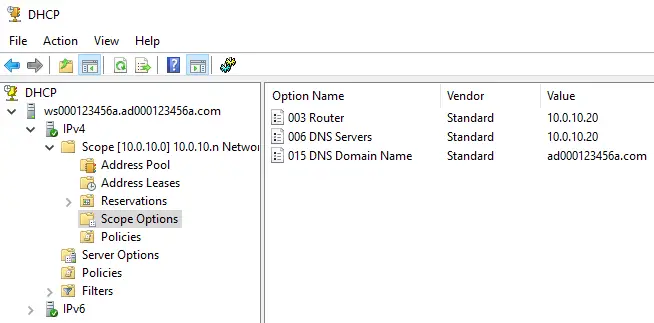 DHCP
File Action View Help
DHCP
ws000123456a.ad000123456a.com
IPv4
Scope [10.0.10.0] 10.0.10.n Networ
Address Pool
Address Leases
Reservations
Scope Options
Policies
Server Options
Policies
Filters
IPv6
Option Name Vendor Value
003 Router Standard 10.0.10.20
006 DNS Servers Standard 10.0.10.20
015 DNS Domain Name Standard ad000123456a.com